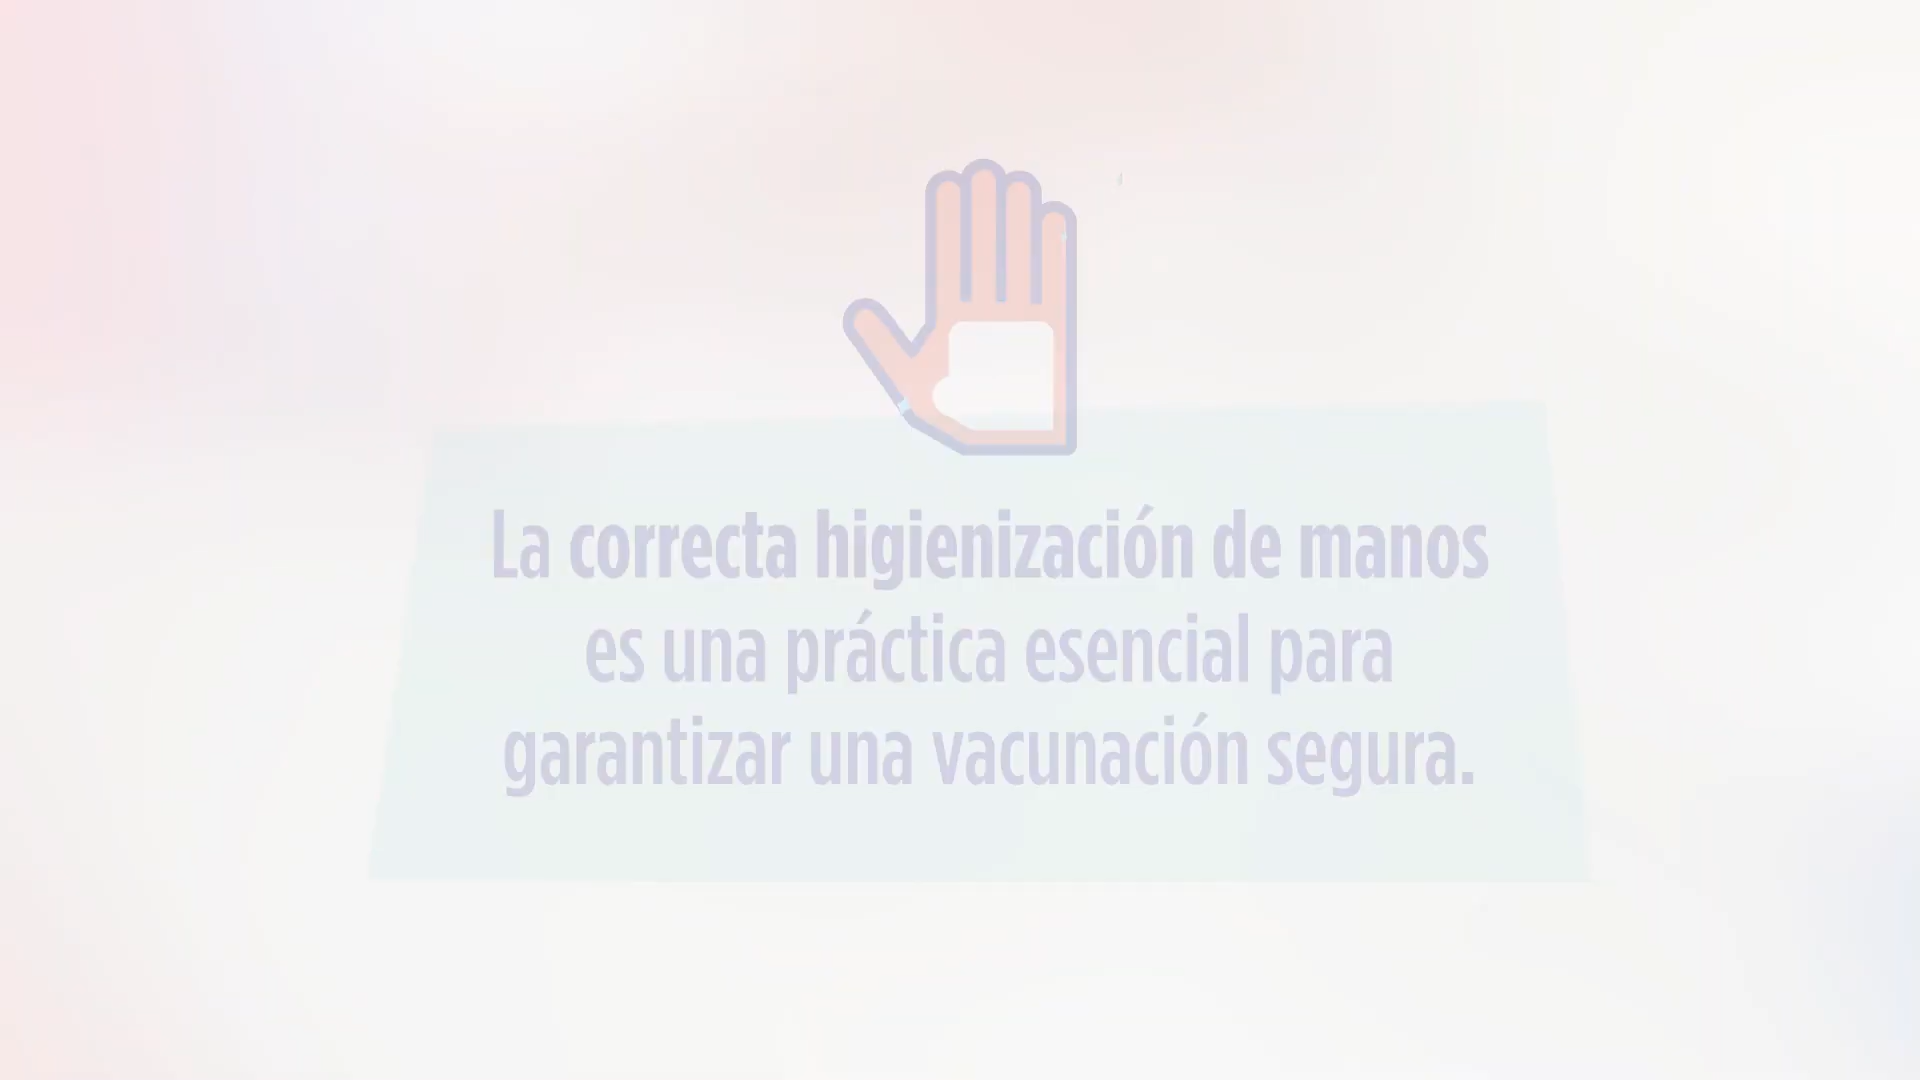 La correcta higienización de manos
es una práctica esencial para
garantizar una vacunación segura.